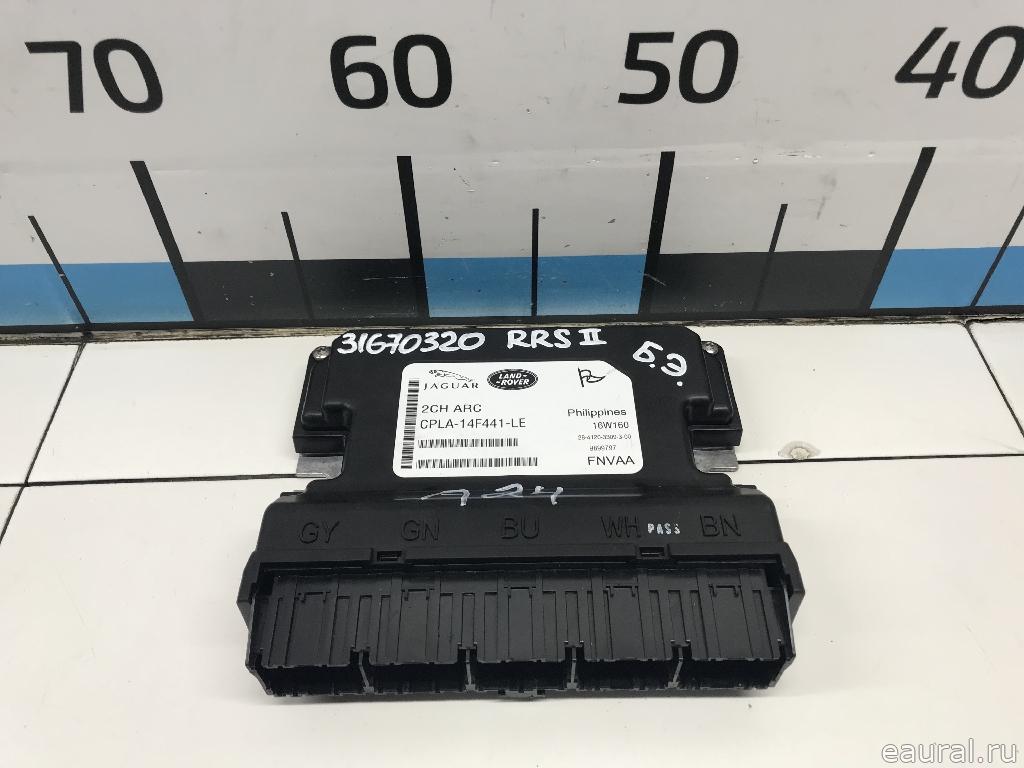 70 60 50 40
31670320 RRS II Б.Э.
JAGUAR LAND-ROVER
2CH ARC
Philippines
CPLA-14F441-LE
16W160
FNVAA
A24
GY GN BU WH PASS BN
eaural.ru